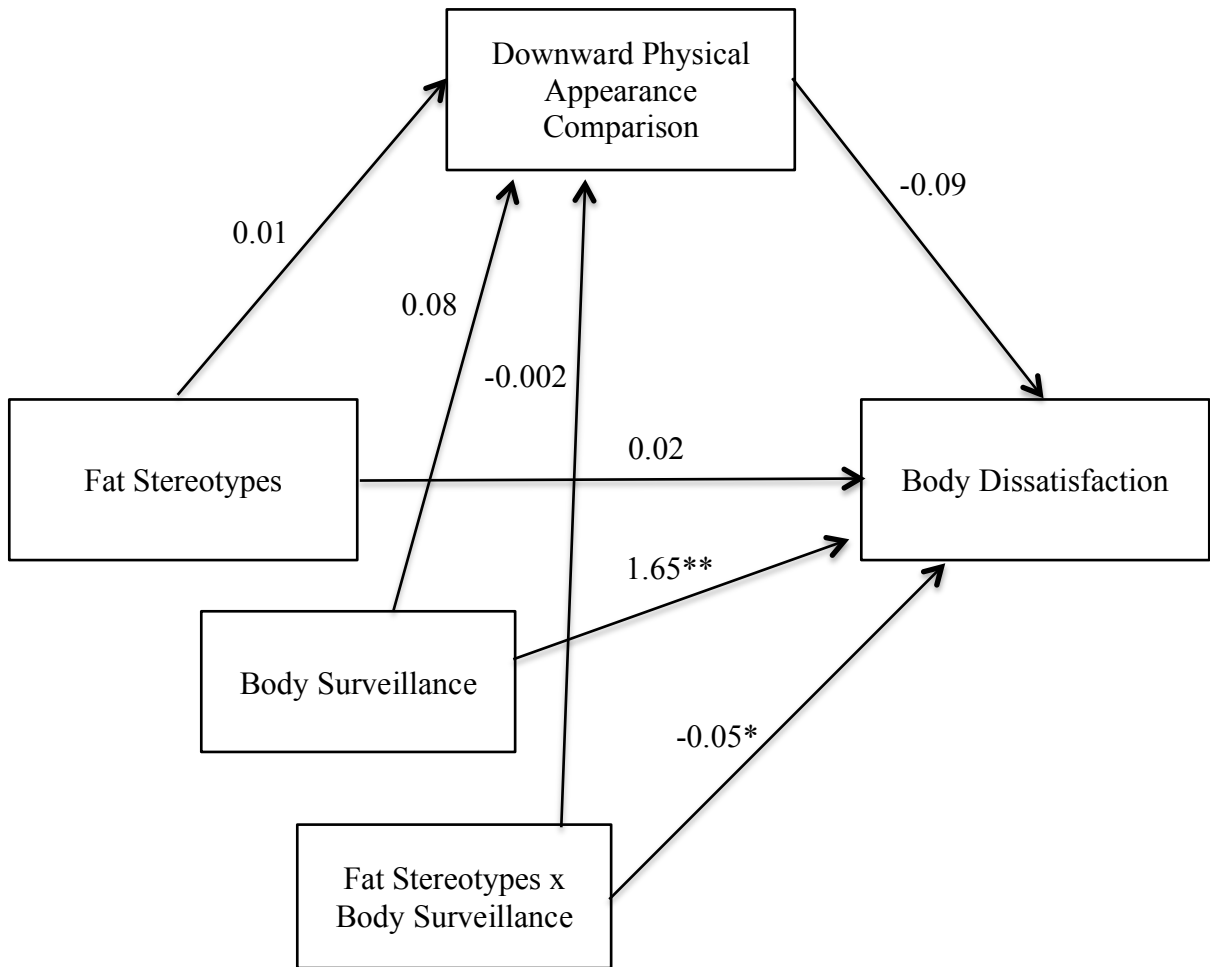 Downward Physical
Appearance
Comparison
-0.09
0.01
0.08
-0.002
Fat Stereotypes
0.02
Body Dissatisfaction
1.65**
Body Surveillance
-0.05*
Fat Stereotypes x
Body Surveillance